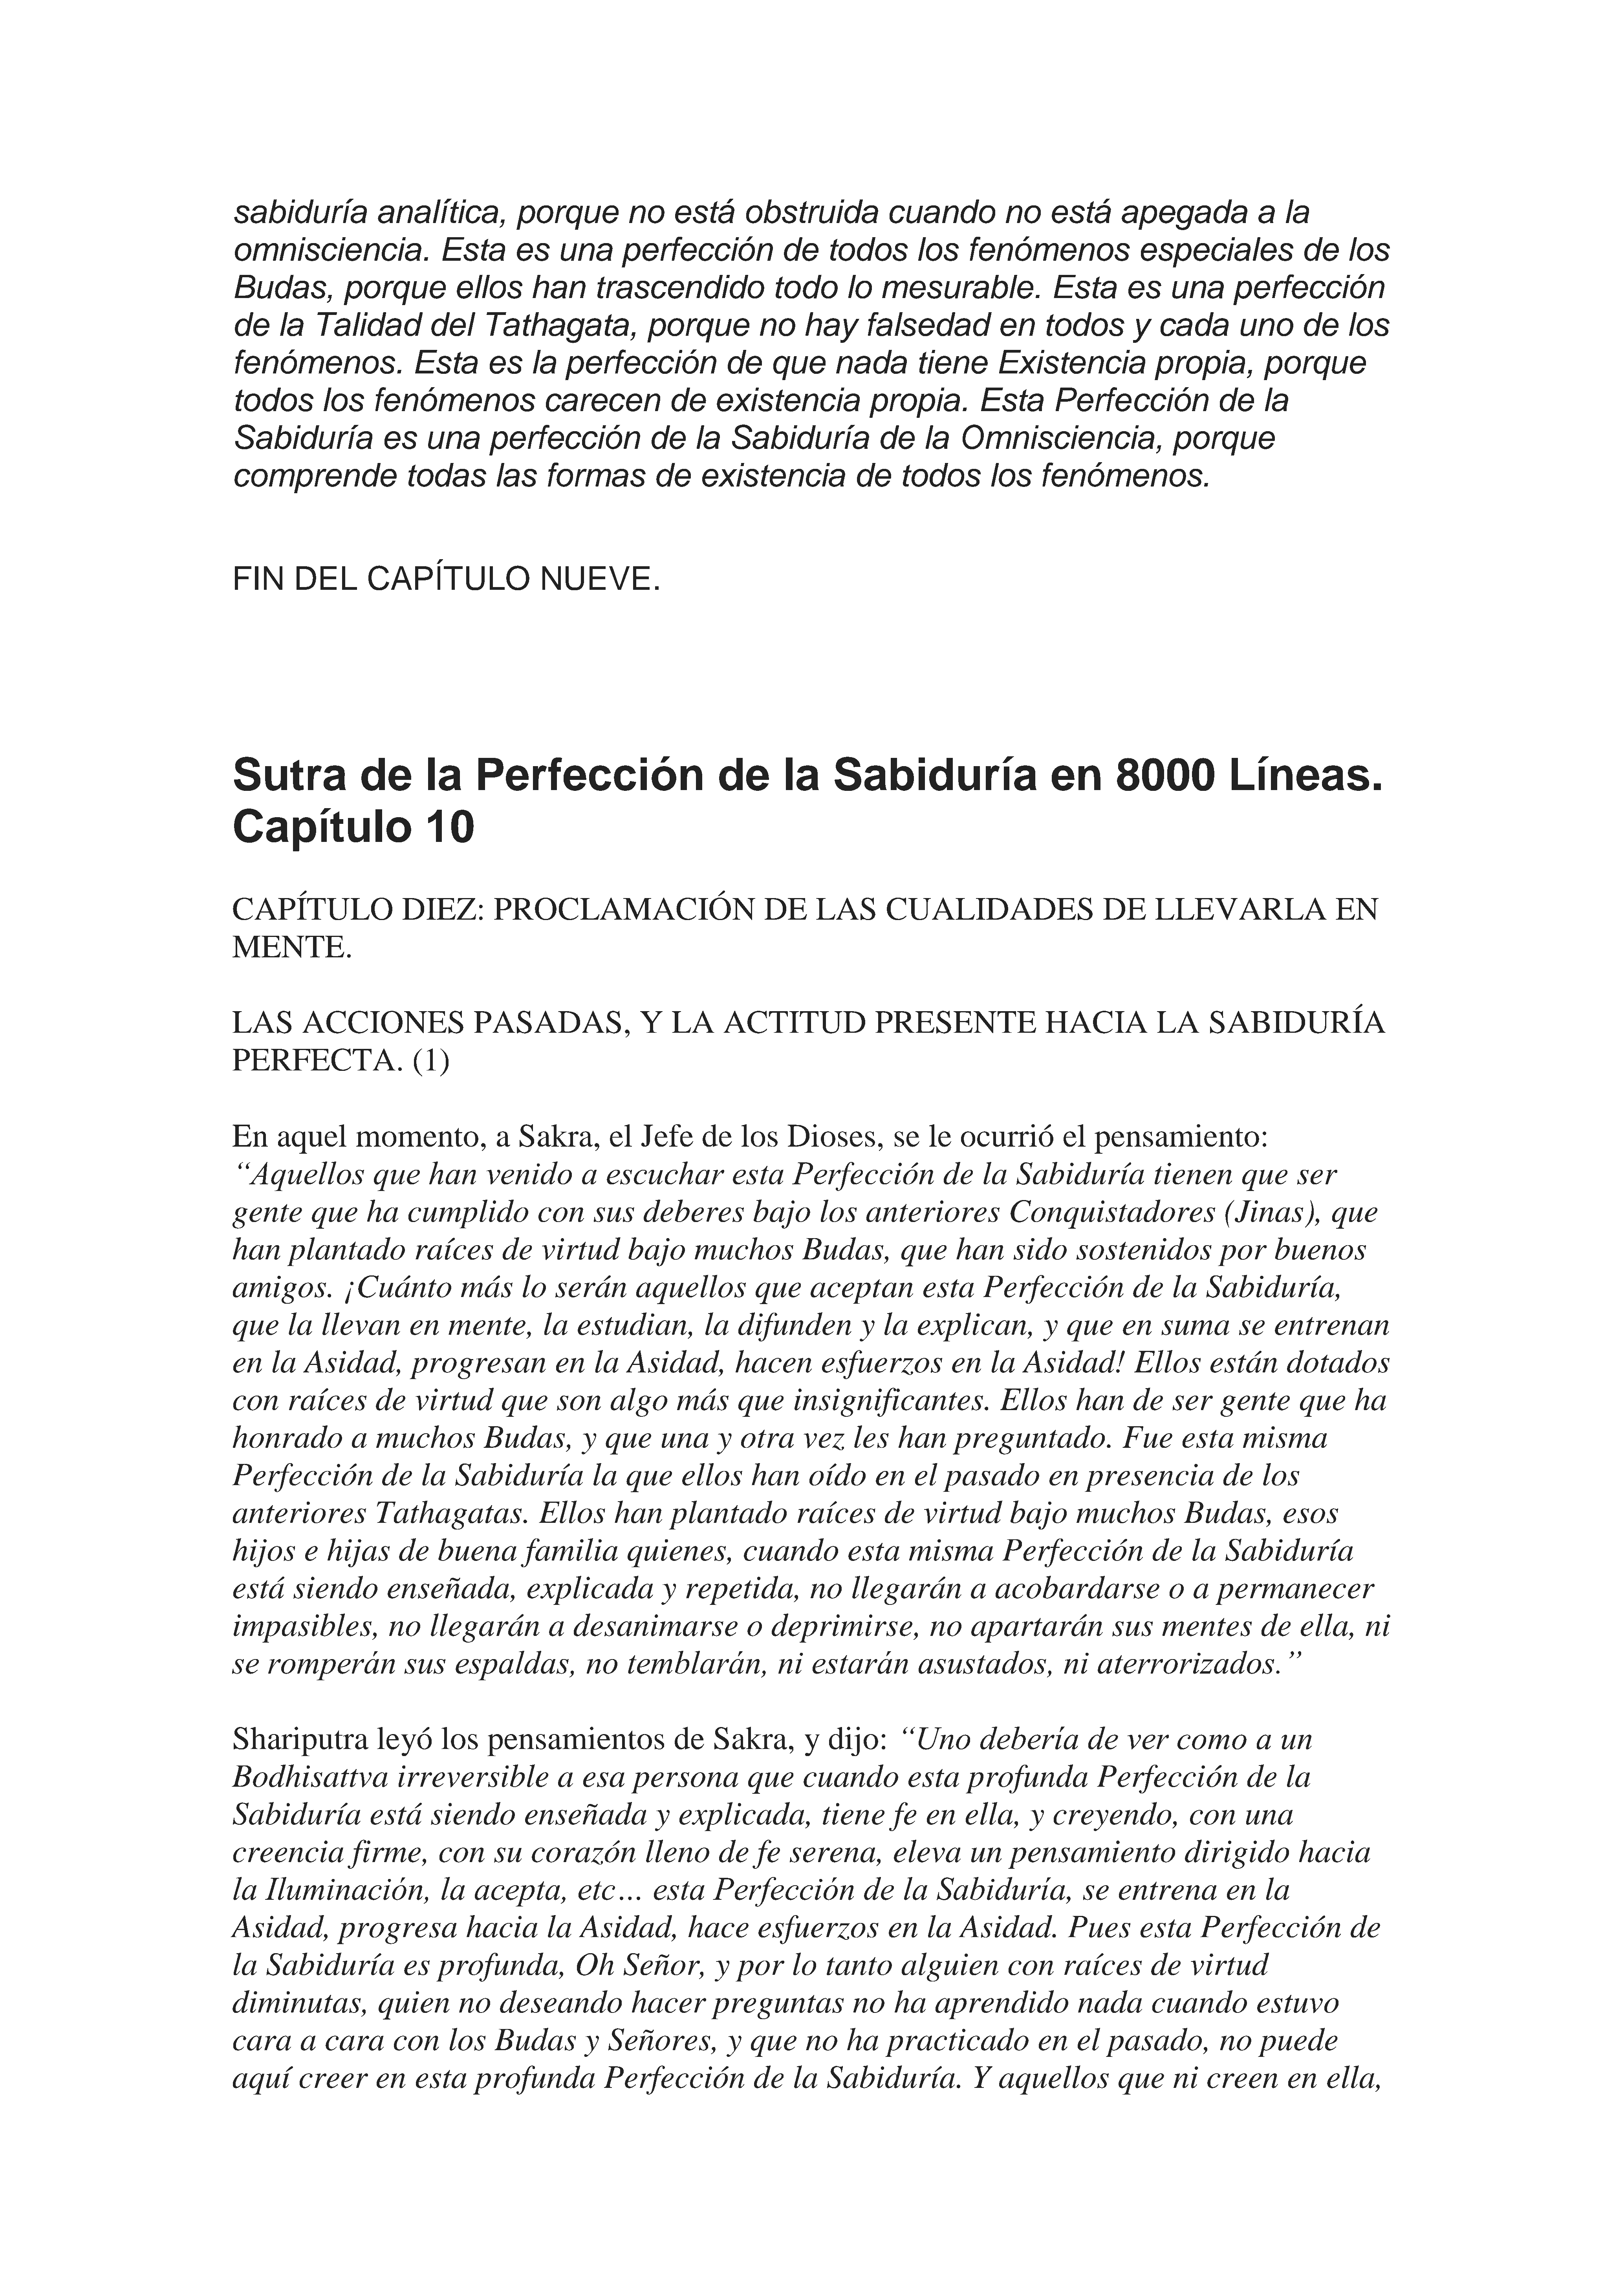 sabiduría analítica, porque no está obstruida cuando no está apegada a la
omnisciencia. Esta es una perfección de todos los fenómenos especiales de los
Budas, porque ellos han trascendido todo lo mesurable. Esta es una perfección
de la Talidad del Tathagata, porque no hay falsedad en todos y cada uno de los
fenómenos. Esta es la perfección de que nada tiene Existencia propia, porque
todos los fenómenos carecen de existencia propia. Esta Perfección de la
Sabiduría es una perfección de la Sabiduría de la Omnisciencia, porque
comprende todas las formas de existencia de todos los fenómenos.
FIN DEL CAPÍTULO NUEVE.
Sutra de la Perfección de la Sabiduría en 8000 Líneas.
Capítulo 10
CAPÍTULO DIEZ: PROCLAMACIÓN DE LAS CUALIDADES DE LLEVARLA EN
MENTE.
LAS ACCIONES PASADAS, Y LA ACTITUD PRESENTE HACIA LA SABIDURÍA
PERFECTA. (1)
En aquel momento, a Sakra, el Jefe de los Dioses, se le ocurrió el pensamiento:
“Aquellos que han venido a escuchar esta Perfección de la Sabiduría tienen que ser
gente que ha cumplido con sus deberes bajo los anteriores Conquistadores (Jinas), que
han plantado raíces de virtud bajo muchos Budas, que han sido sostenidos por buenos
amigos. ¡Cuánto más lo serán aquellos que aceptan esta Perfección de la Sabiduría,
que la llevan en mente, la estudian, la difunden y la explican, y que en suma se entrenan
en la Asidad, progresan en la Asidad, hacen esfuerzos en la Asidad! Ellos están dotados
con raíces de virtud que son algo más que insignificantes. Ellos han de ser gente que ha
honrado a muchos Budas, y que una y otra vez les han preguntado. Fue esta misma
Perfección de la Sabiduría la que ellos han oído en el pasado en presencia de los
anteriores Tathagatas. Ellos han plantado raíces de virtud bajo muchos Budas, esos
hijos e hijas de buena familia quienes, cuando esta misma Perfección de la Sabiduría
está siendo enseñada, explicada y repetida, no llegarán a acobardarse o a permanecer
impasibles, no llegarán a desanimarse o deprimirse, no apartarán sus mentes de ella, ni
se romperán sus espaldas, no temblarán, ni estarán asustados, ni aterrorizados.”
Shariputra leyó los pensamientos de Sakra, y dijo: “Uno debería de ver como a un
Bodhisattva irreversible a esa persona que cuando esta profunda Perfección de la
Sabiduría está siendo enseñada y explicada, tiene fe en ella, y creyendo, con una
creencia firme, con su corazón lleno de fe serena, eleva un pensamiento dirigido hacia
la Iluminación, la acepta, etc… esta Perfección de la Sabiduría, se entrena en la
Asidad, progresa hacia la Asidad, hace esfuerzos en la Asidad. Pues esta Perfección de
la Sabiduría es profunda, Oh Señor, y por lo tanto alguien con raíces de virtud
diminutas, quien no deseando hacer preguntas no ha aprendido nada cuando estuvo
cara a cara con los Budas y Señores, y que no ha practicado en el pasado, no puede
aquí creer en esta profunda Perfección de la Sabiduría. Y aquellos que ni creen en ella,